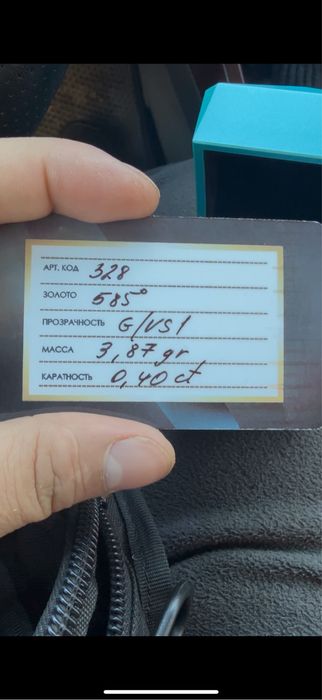 АРТ. КОД 328
ЗОЛОТО 585°
ПРОЗРАЧНОСТЬ G/VS1
МАССА 3,87 gr
КАРАТНОСТЬ 0,40 ct